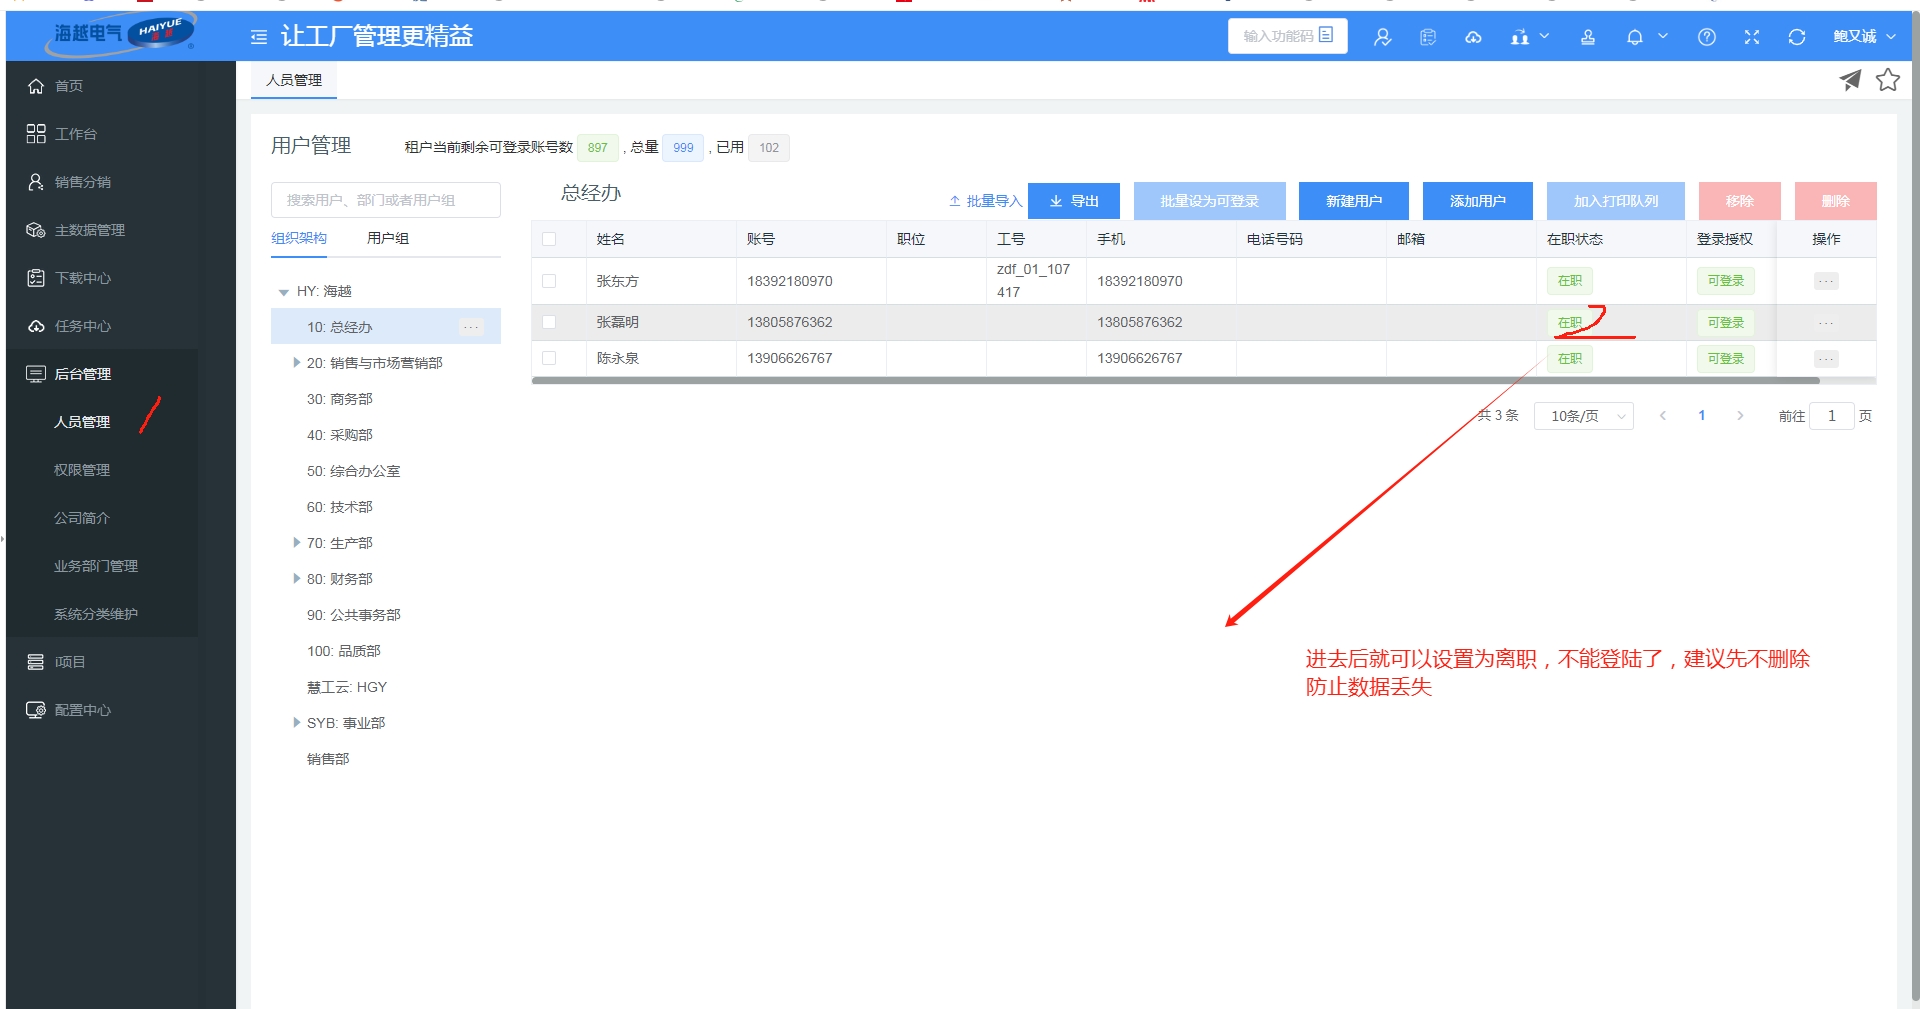 海越电气 HAIYUE 海越 ®
让工厂管理更精益
输入功能码
鲍又诚
首页
工作台
销售分销
主数据管理
下载中心
任务中心
后台管理
人员管理
权限管理
公司简介
业务部门管理
系统分类维护
i项目
配置中心
人员管理
用户管理
租户当前剩余可登录账号数 897 , 总量 999 , 已用 102
搜索用户、部门或者用户组
组织架构 用户组
HY: 海越
10: 总经办 ···
20: 销售与市场营销部
30: 商务部
40: 采购部
50: 综合办公室
60: 技术部
70: 生产部
80: 财务部
90: 公共事务部
100: 品质部
慧工云: HGY
SYB: 事业部
销售部
总经办
批量导入 导出 批量设为可登录 新建用户 添加用户 加入打印队列 移除 删除
姓名 账号 职位 工号 手机 电话号码 邮箱 在职状态 登录授权 操作
张东方 18392180970 zdf_01_107417 18392180970 在职 可登录 ···
张磊明 13805876362 13805876362 在职 可登录 ···
陈永泉 13906626767 13906626767 在职 可登录 ···
2
共 3 条 10条/页 < 1 > 前往 1 页
进去后就可以设置为离职，不能登陆了，建议先不删除
防止数据丢失